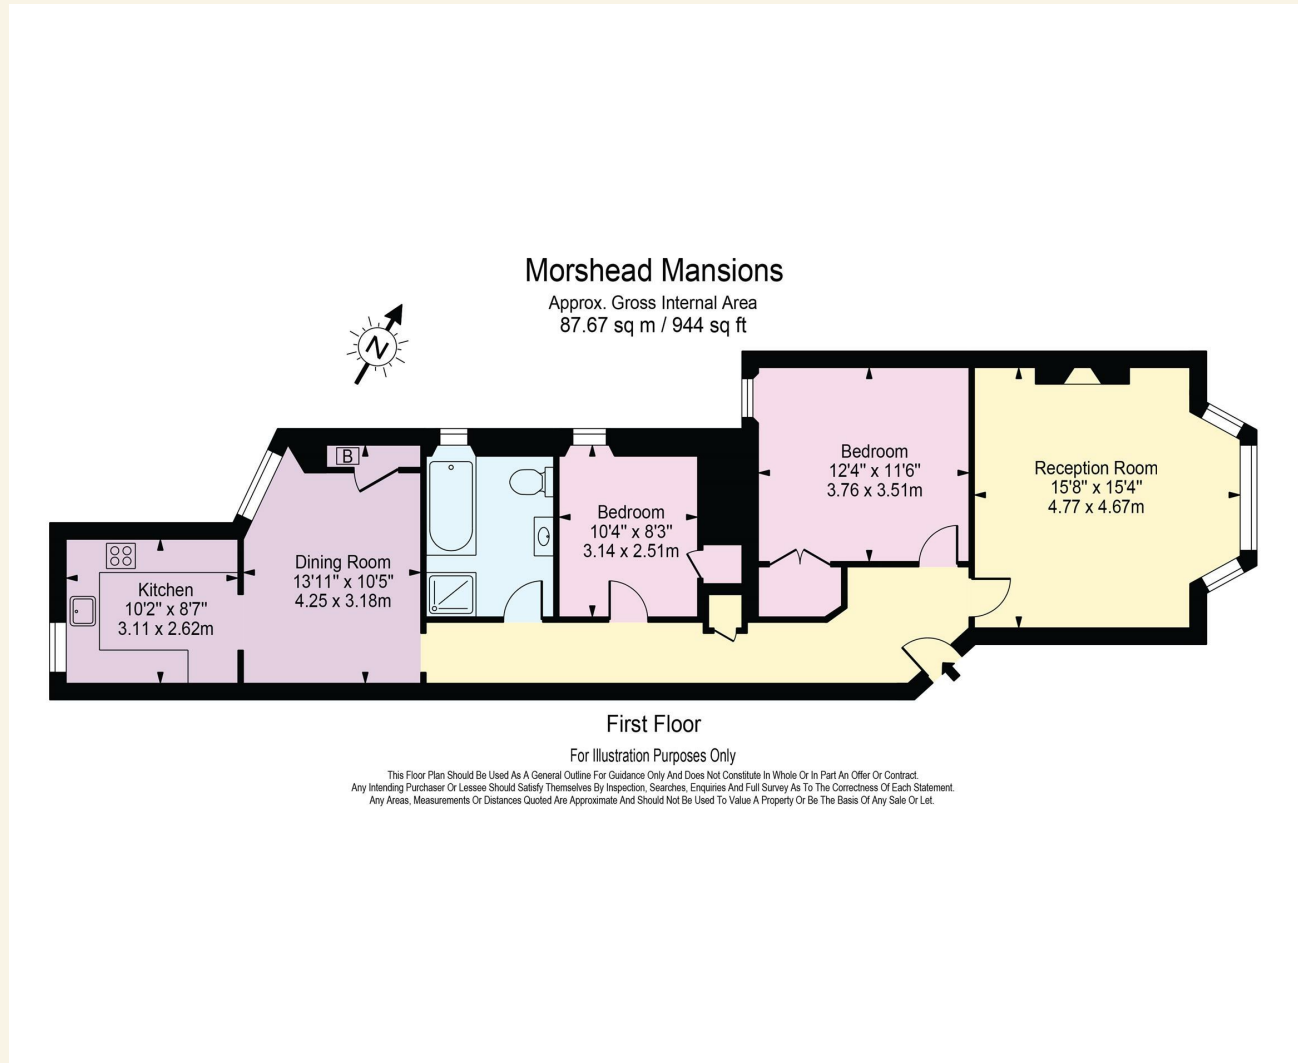 Morshead Mansions
Approx. Gross Internal Area
87.67 sq m / 944 sq ft
N
B
Bedroom
12'4" x 11'6"
3.76 x 3.51m
Reception Room
15'8" x 15'4"
4.77 x 4.67m
Bedroom
10'4" x 8'3"
3.14 x 2.51m
Dining Room
13'11" x 10'5"
4.25 x 3.18m
Kitchen
10'2" x 8'7"
3.11 x 2.62m
First Floor
For Illustration Purposes Only
This Floor Plan Should Be Used As A General Outline For Guidance Only And Does Not Constitute In Whole Or In Part An Offer Or Contract.
Any Intending Purchaser Or Lessee Should Satisfy Themselves By Inspection, Searches, Enquiries And Full Survey As To The Correctness Of Each Statement.
Any Areas, Measurements Or Distances Quoted Are Approximate And Should Not Be Used To Value A Property Or Be The Basis Of Any Sale Or Let.